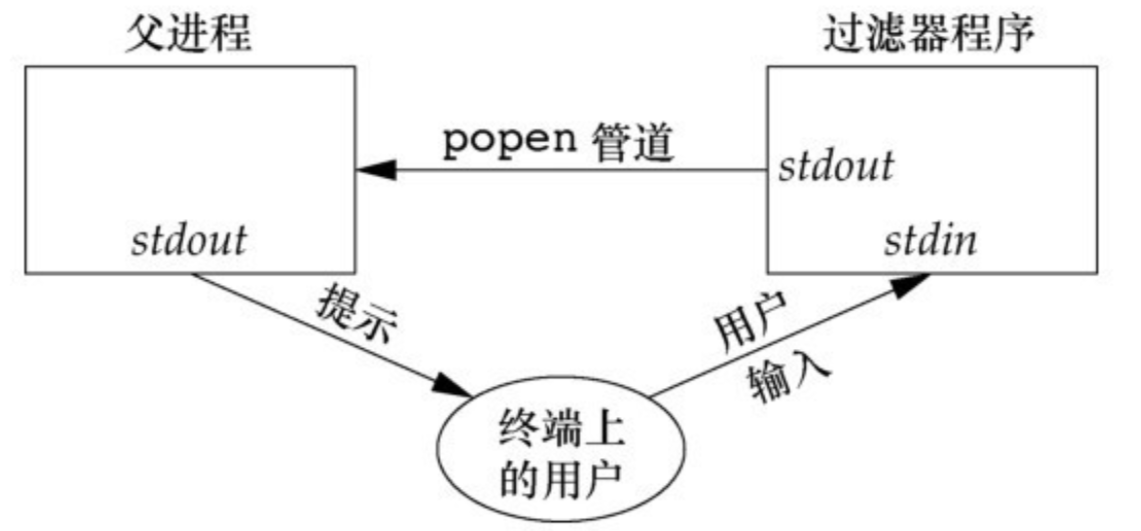 父进程
过滤器程序
popen 管道
stdout
stdout
stdin
提示
用户
输入
终端上
的用户